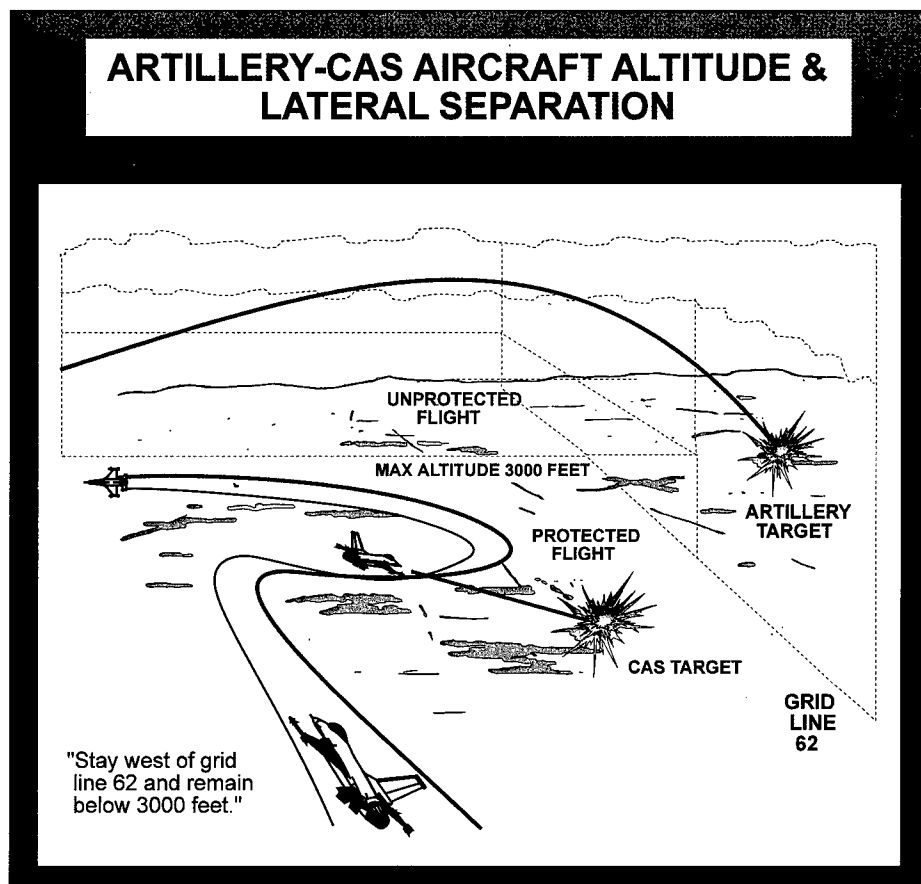 ARTILLERY-CAS AIRCRAFT ALTITUDE &
LATERAL SEPARATION
UNPROTECTED
FLIGHT
MAX ALTITUDE 3000 FEET
PROTECTED
FLIGHT
ARTILLERY
TARGET
CAS TARGET
GRID
LINE
62
"Stay west of grid
line 62 and remain
below 3000 feet."